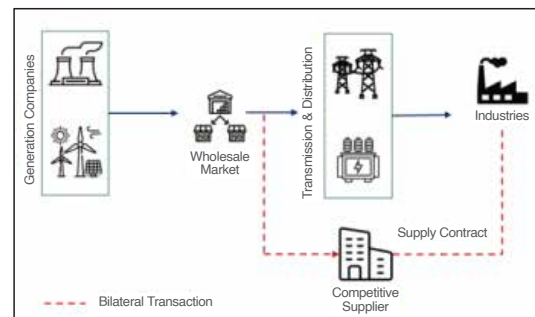 Generation Companies
Wholesale
Market
Transmission & Distribution
Industries
Supply Contract
Competitive
Supplier
Bilateral Transaction